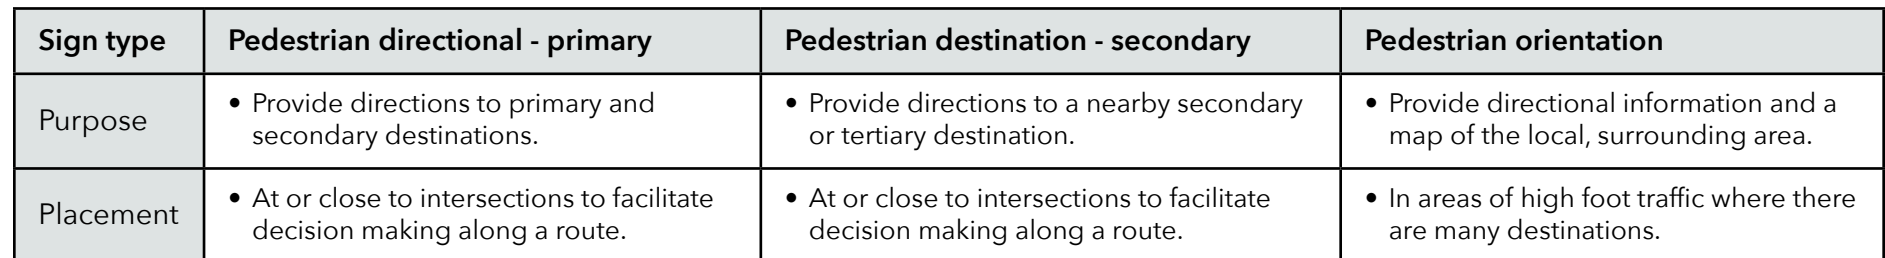 Sign type
Pedestrian directional - primary
Pedestrian destination - secondary
Pedestrian orientation
Purpose
• Provide directions to primary and
secondary destinations.
• Provide directions to a nearby secondary
or tertiary destination.
• Provide directional information and a
map of the local, surrounding area.
Placement
• At or close to intersections to facilitate
decision making along a route.
• At or close to intersections to facilitate
decision making along a route.
• In areas of high foot traffic where there
are many destinations.